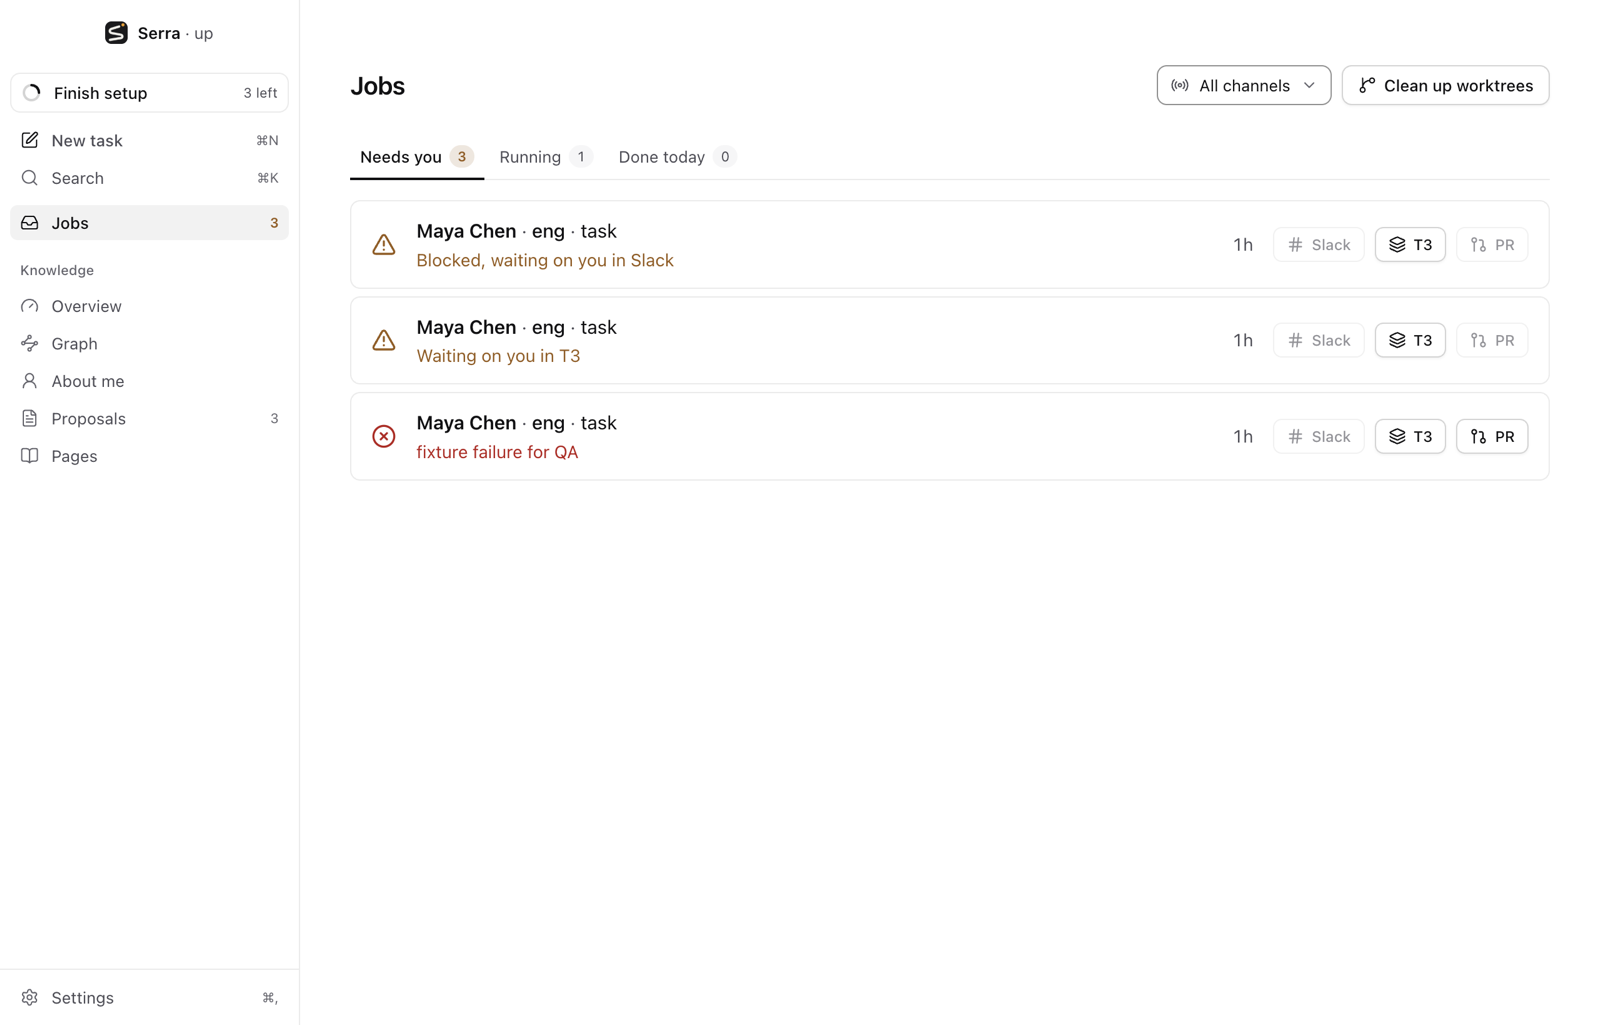 Serra · up
Finish setup 3 left
New task ⌘N
Search ⌘K
Jobs 3
Knowledge
Overview
Graph
About me
Proposals 3
Pages
Settings ⌘,
Jobs
All channels
Clean up worktrees
Needs you 3 Running 1 Done today 0
Maya Chen · eng · task
Blocked, waiting on you in Slack
1h # Slack T3 PR
Maya Chen · eng · task
Waiting on you in T3
1h # Slack T3 PR
Maya Chen · eng · task
fixture failure for QA
1h # Slack T3 PR